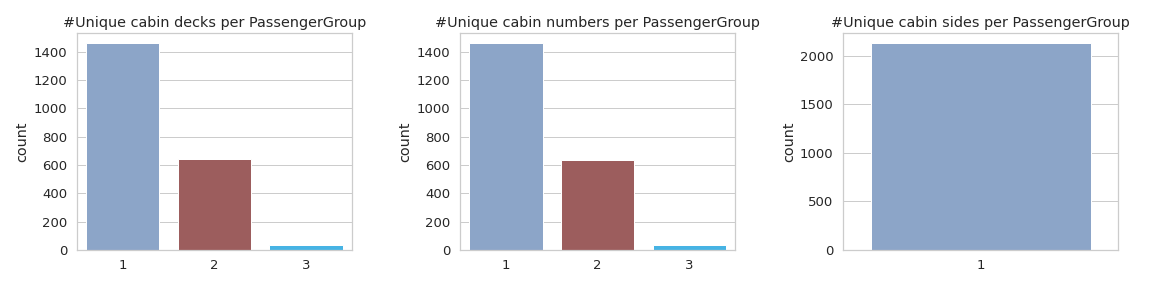 #Unique cabin decks per PassengerGroup
1400
1200
1000
800
600
400
200
0
count
1 2 3
#Unique cabin numbers per PassengerGroup
1400
1200
1000
800
600
400
200
0
count
1 2 3
#Unique cabin sides per PassengerGroup
2000
1500
1000
500
0
count
1